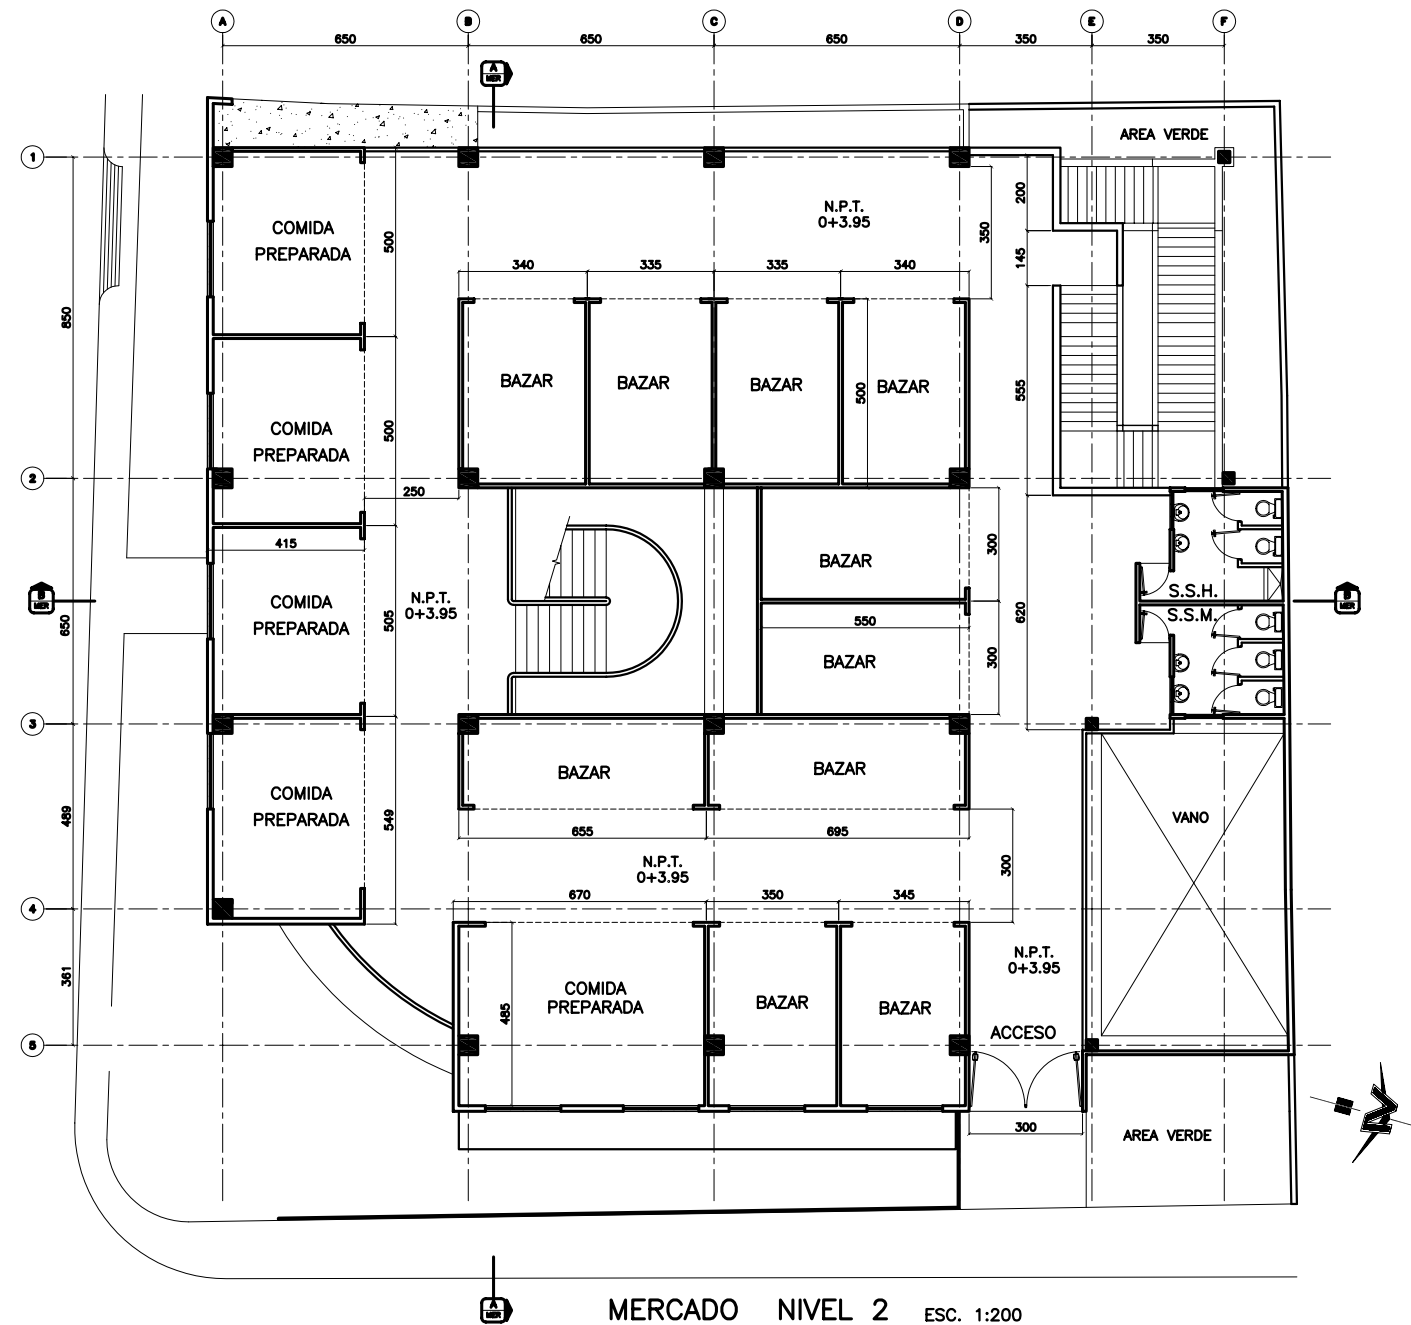 A B C D E F
650 650 650 350 350
A
MER
AREA VERDE
1
N.P.T.
0+3.95
200
COMIDA
PREPARADA
500
350
145
340 335 335 340
850
BAZAR BAZAR BAZAR BAZAR
500
555
COMIDA
PREPARADA
500
2
250
415
300
BAZAR
B
MER
N.P.T.
0+3.95
COMIDA
PREPARADA
505
650
S.S.H.
S.S.M.
B
MER
620
550
BAZAR
300
3
BAZAR BAZAR
COMIDA
PREPARADA
549
489
VANO
655 695
N.P.T.
0+3.95
300
670 350 345
4
N.P.T.
0+3.95
361
COMIDA
PREPARADA
485
BAZAR BAZAR
ACCESO
5
300
AREA VERDE
N
A
MER
MERCADO NIVEL 2 ESC. 1:200